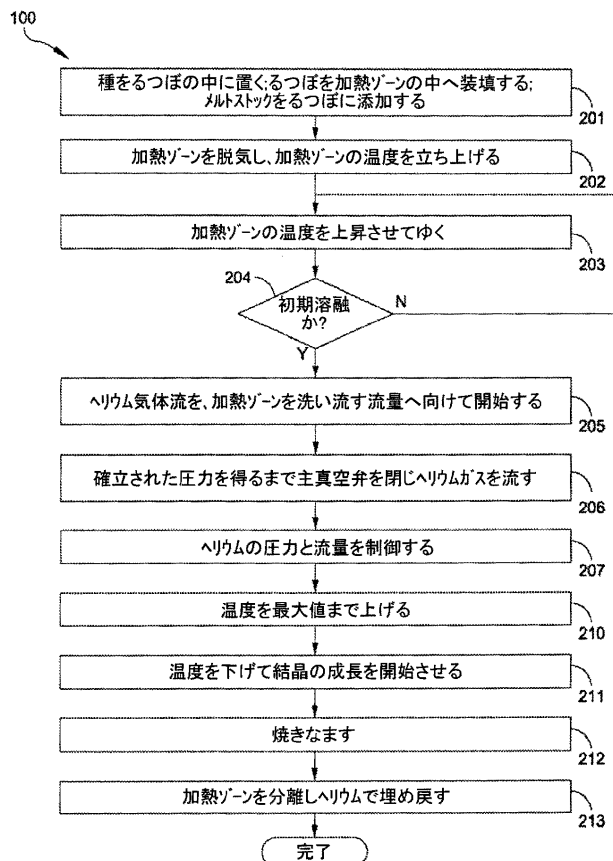 100
種をるつぼの中に置く;るつぼを加熱ゾーンの中へ装填する;
メルトストックをるつぼに添加する
201
加熱ゾーンを脱気し、加熱ゾーンの温度を立ち上げる
202
加熱ゾーンの温度を上昇させてゆく
203
204
初期溶融
か?
N
Y
ヘリウム気体流を、加熱ゾーンを洗い流す流量へ向けて開始する
205
確立された圧力を得るまで主真空弁を閉じヘリウムガスを流す
206
ヘリウムの圧力と流量を制御する
207
温度を最大値まで上げる
210
温度を下げて結晶の成長を開始させる
211
焼きなます
212
加熱ゾーンを分離しヘリウムで埋め戻す
213
完了